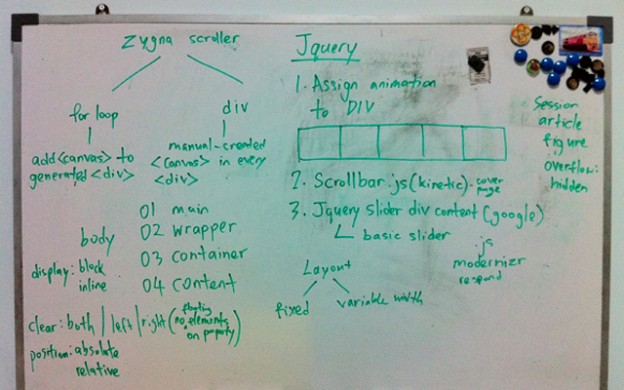 Zygna scroller
for loop
div
add <canvas> to
generated <div>
manual-created
<canvas> in every
<div>
body
01 main
02 wrapper
03 container
04 content
display: block
inline
clear: both / left / right (floating
no elements
on property)
position: absolute
relative
Jquery
1. Assign animation
to DIV
2. Scrollbar.js (kinetic) - cover
page
3. Jquery slider div content (google)
basic slider
Layout
fixed
variable width
.js
modernizr
respond
Session
article
figure
overflow:
hidden